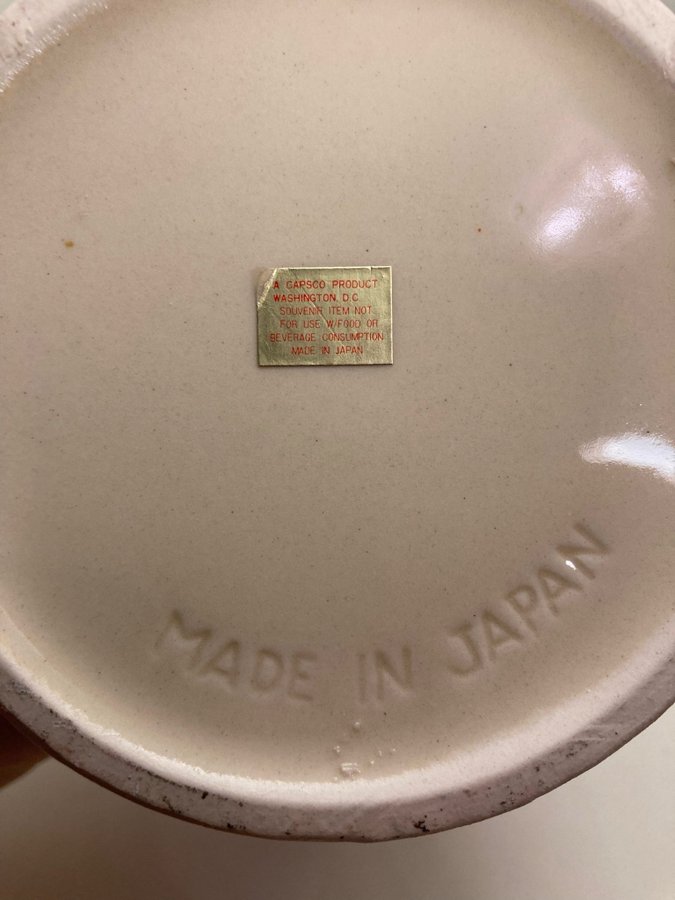 A CAPSCO PRODUCT
WASHINGTON, D.C.
SOUVENIR ITEM NOT
FOR USE W/FOOD OR
BEVERAGE CONSUMPTION
MADE IN JAPAN
MADE IN JAPAN